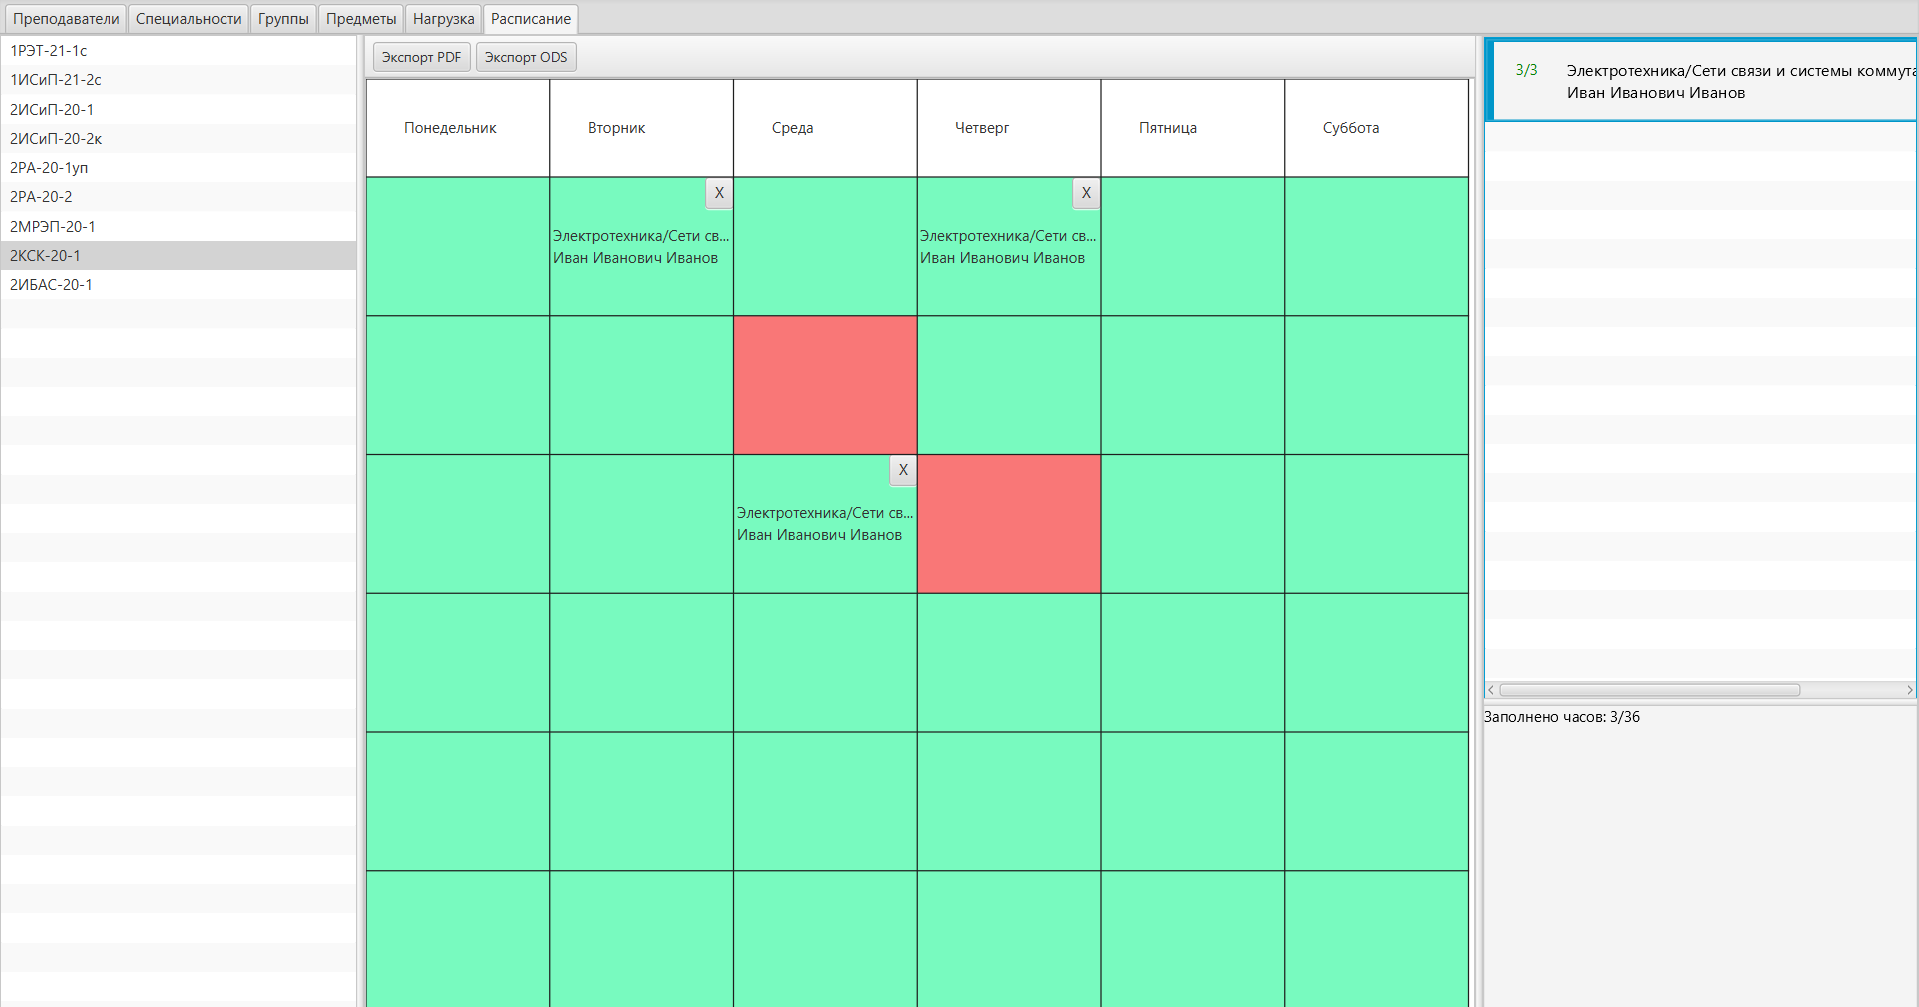 Преподаватели Специальности Группы Предметы Нагрузка Расписание
1РЭТ-21-1с
1ИСиП-21-2с
2ИСиП-20-1
2ИСиП-20-2к
2РА-20-1уп
2РА-20-2
2МРЭП-20-1
2КСК-20-1
2ИБАС-20-1
Экспорт PDF Экспорт ODS
Понедельник Вторник Среда Четверг Пятница Суббота
X
Электротехника/Сети св...
Иван Иванович Иванов
X
Электротехника/Сети св...
Иван Иванович Иванов
X
Электротехника/Сети св...
Иван Иванович Иванов
3/3
Электротехника/Сети связи и системы коммута
Иван Иванович Иванов
Заполнено часов: 3/36